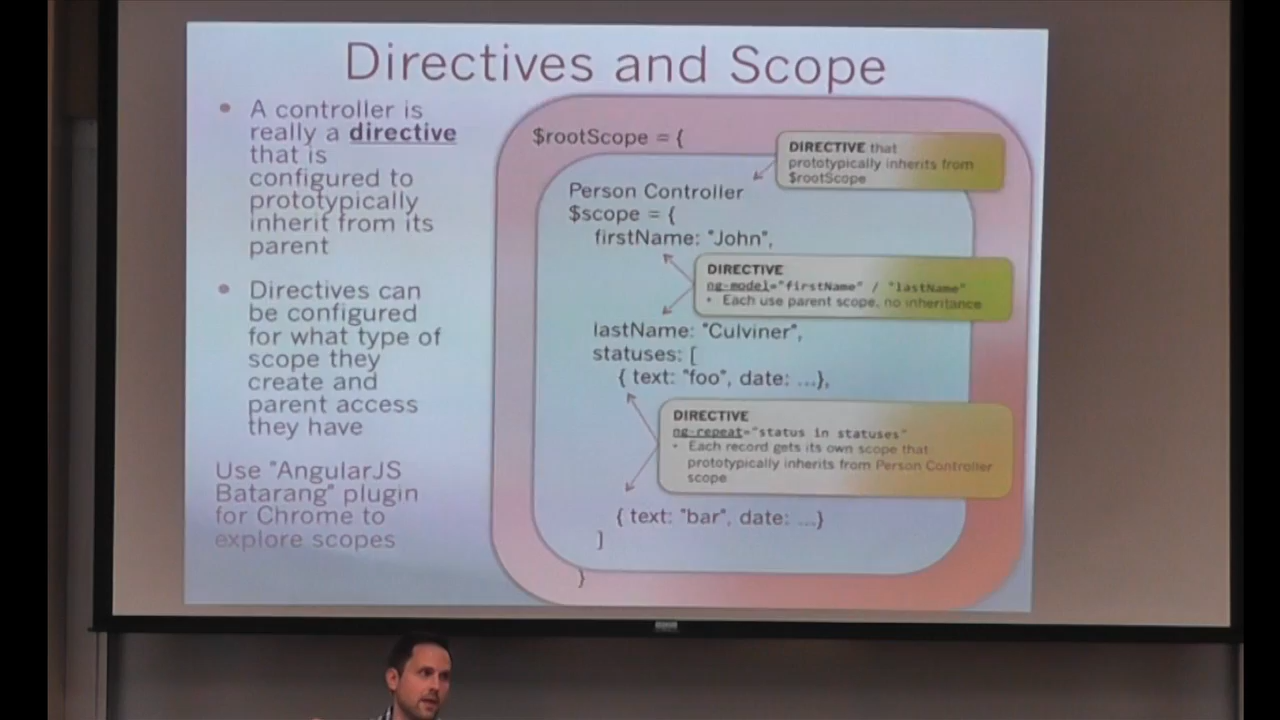 Directives and Scope
• A controller is
really a directive
that is
configured to
prototypically
inherit from its
parent
• Directives can
be configured
for what type of
scope they
create and
parent access
they have
Use "AngularJS
Batarang" plugin
for Chrome to
explore scopes
$rootScope = {
DIRECTIVE that
prototypically inherits from
$rootScope
Person Controller
$scope = {
firstName: "John",
DIRECTIVE
ng-model="firstName" / "lastName"
• Each use parent scope, no inheritance
lastName: "Culviner",
statuses: [
{ text: "foo", date: ...},
DIRECTIVE
ng-repeat="status in statuses"
• Each record gets its own scope that
prototypically inherits from Person Controller
scope
{ text: "bar", date: ...}
]
}